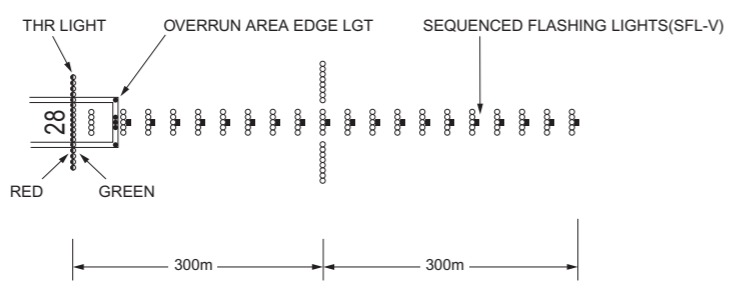 THR LIGHT
OVERRUN AREA EDGE LGT
SEQUENCED FLASHING LIGHTS(SFL-V)
28
RED
GREEN
300m
300m